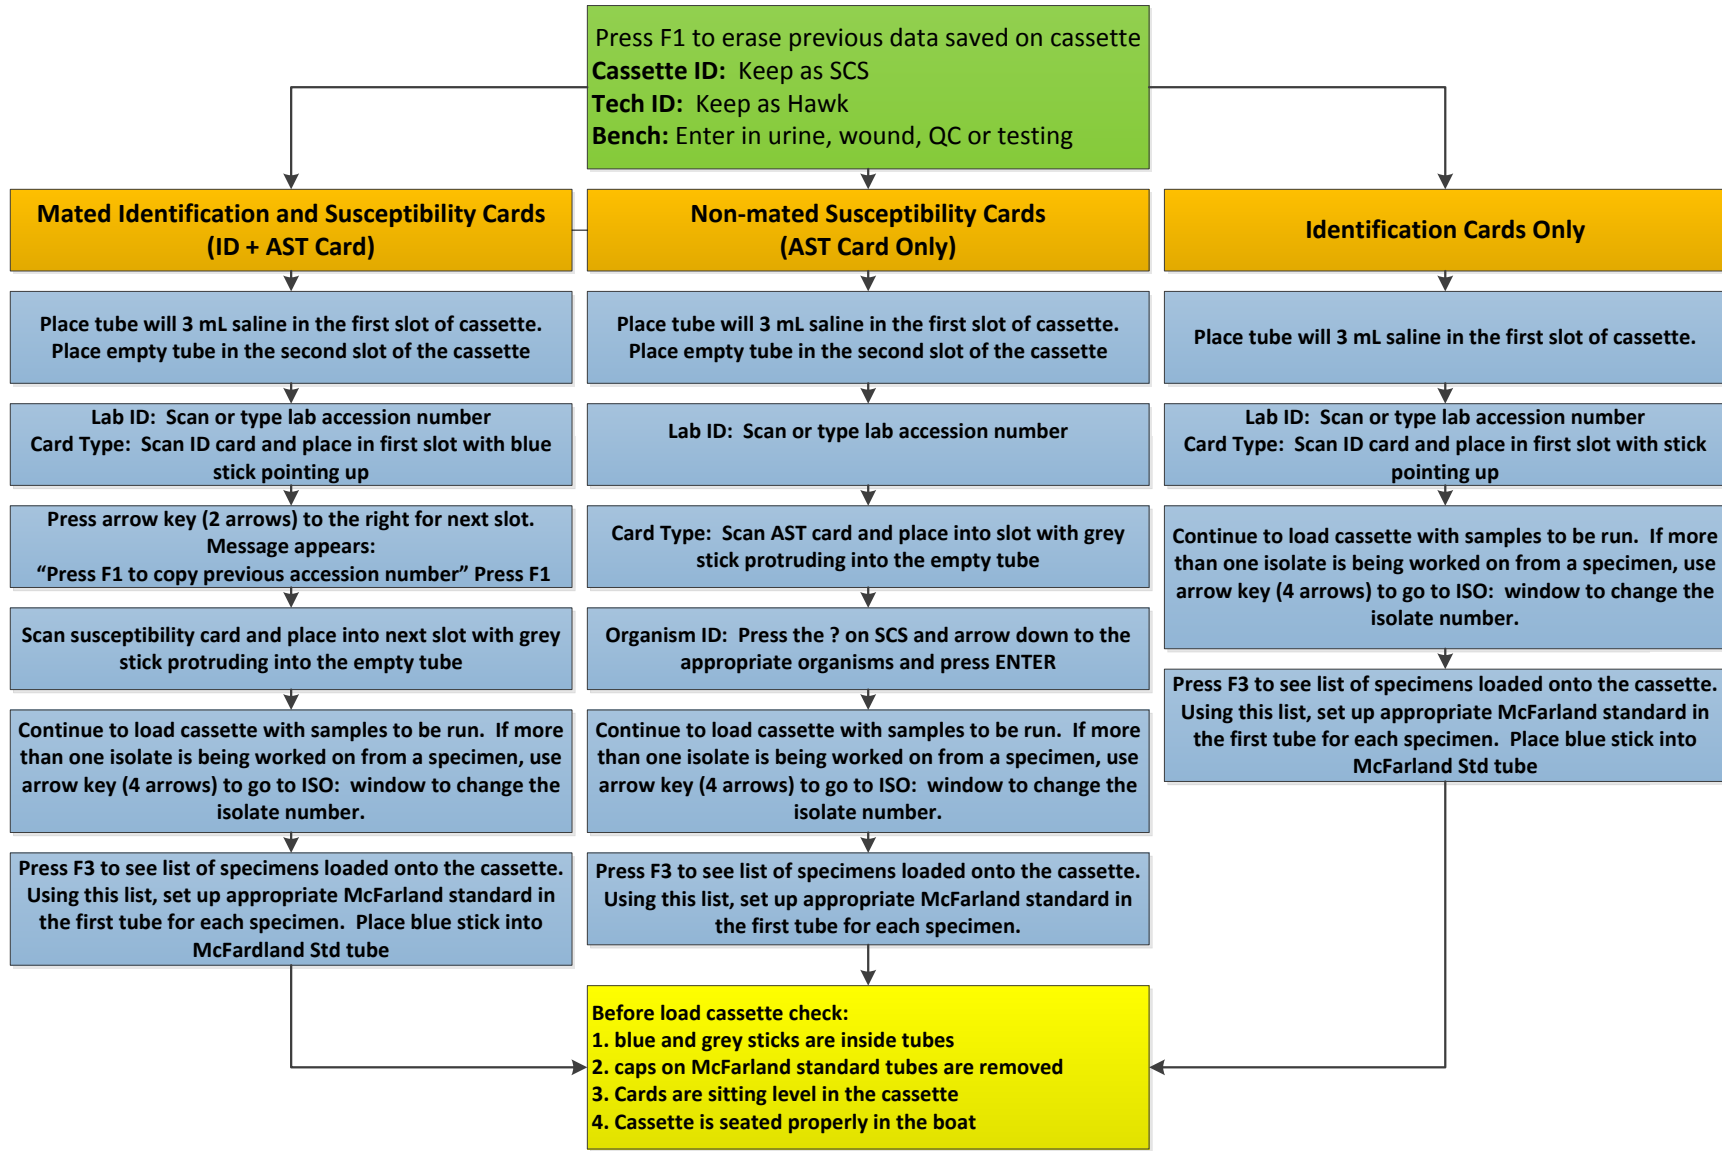 Press F1 to erase previous data saved on cassette
Cassette ID: Keep as SCS
Tech ID: Keep as Hawk
Bench: Enter in urine, wound, QC or testing
Mated Identification and Susceptibility Cards
(ID + AST Card)
Place tube will 3 mL saline in the first slot of cassette.
Place empty tube in the second slot of the cassette
Lab ID: Scan or type lab accession number
Card Type: Scan ID card and place in first slot with blue
stick pointing up
Press arrow key (2 arrows) to the right for next slot.
Message appears:
“Press F1 to copy previous accession number” Press F1
Scan susceptibility card and place into next slot with grey
stick protruding into the empty tube
Continue to load cassette with samples to be run. If more
than one isolate is being worked on from a specimen, use
arrow key (4 arrows) to go to ISO: window to change the
isolate number.
Press F3 to see list of specimens loaded onto the cassette.
Using this list, set up appropriate McFarland standard in
the first tube for each specimen. Place blue stick into
McFardland Std tube
Non-mated Susceptibility Cards
(AST Card Only)
Place tube will 3 mL saline in the first slot of cassette.
Place empty tube in the second slot of the cassette
Lab ID: Scan or type lab accession number
Card Type: Scan AST card and place into slot with grey
stick protruding into the empty tube
Organism ID: Press the ? on SCS and arrow down to the
appropriate organisms and press ENTER
Continue to load cassette with samples to be run. If more
than one isolate is being worked on from a specimen, use
arrow key (4 arrows) to go to ISO: window to change the
isolate number.
Press F3 to see list of specimens loaded onto the cassette.
Using this list, set up appropriate McFarland standard in
the first tube for each specimen.
Identification Cards Only
Place tube will 3 mL saline in the first slot of cassette.
Lab ID: Scan or type lab accession number
Card Type: Scan ID card and place in first slot with stick
pointing up
Continue to load cassette with samples to be run. If more
than one isolate is being worked on from a specimen, use
arrow key (4 arrows) to go to ISO: window to change the
isolate number.
Press F3 to see list of specimens loaded onto the cassette.
Using this list, set up appropriate McFarland standard in
the first tube for each specimen. Place blue stick into
McFarland Std tube
Before load cassette check:
1. blue and grey sticks are inside tubes
2. caps on McFarland standard tubes are removed
3. Cards are sitting level in the cassette
4. Cassette is seated properly in the boat